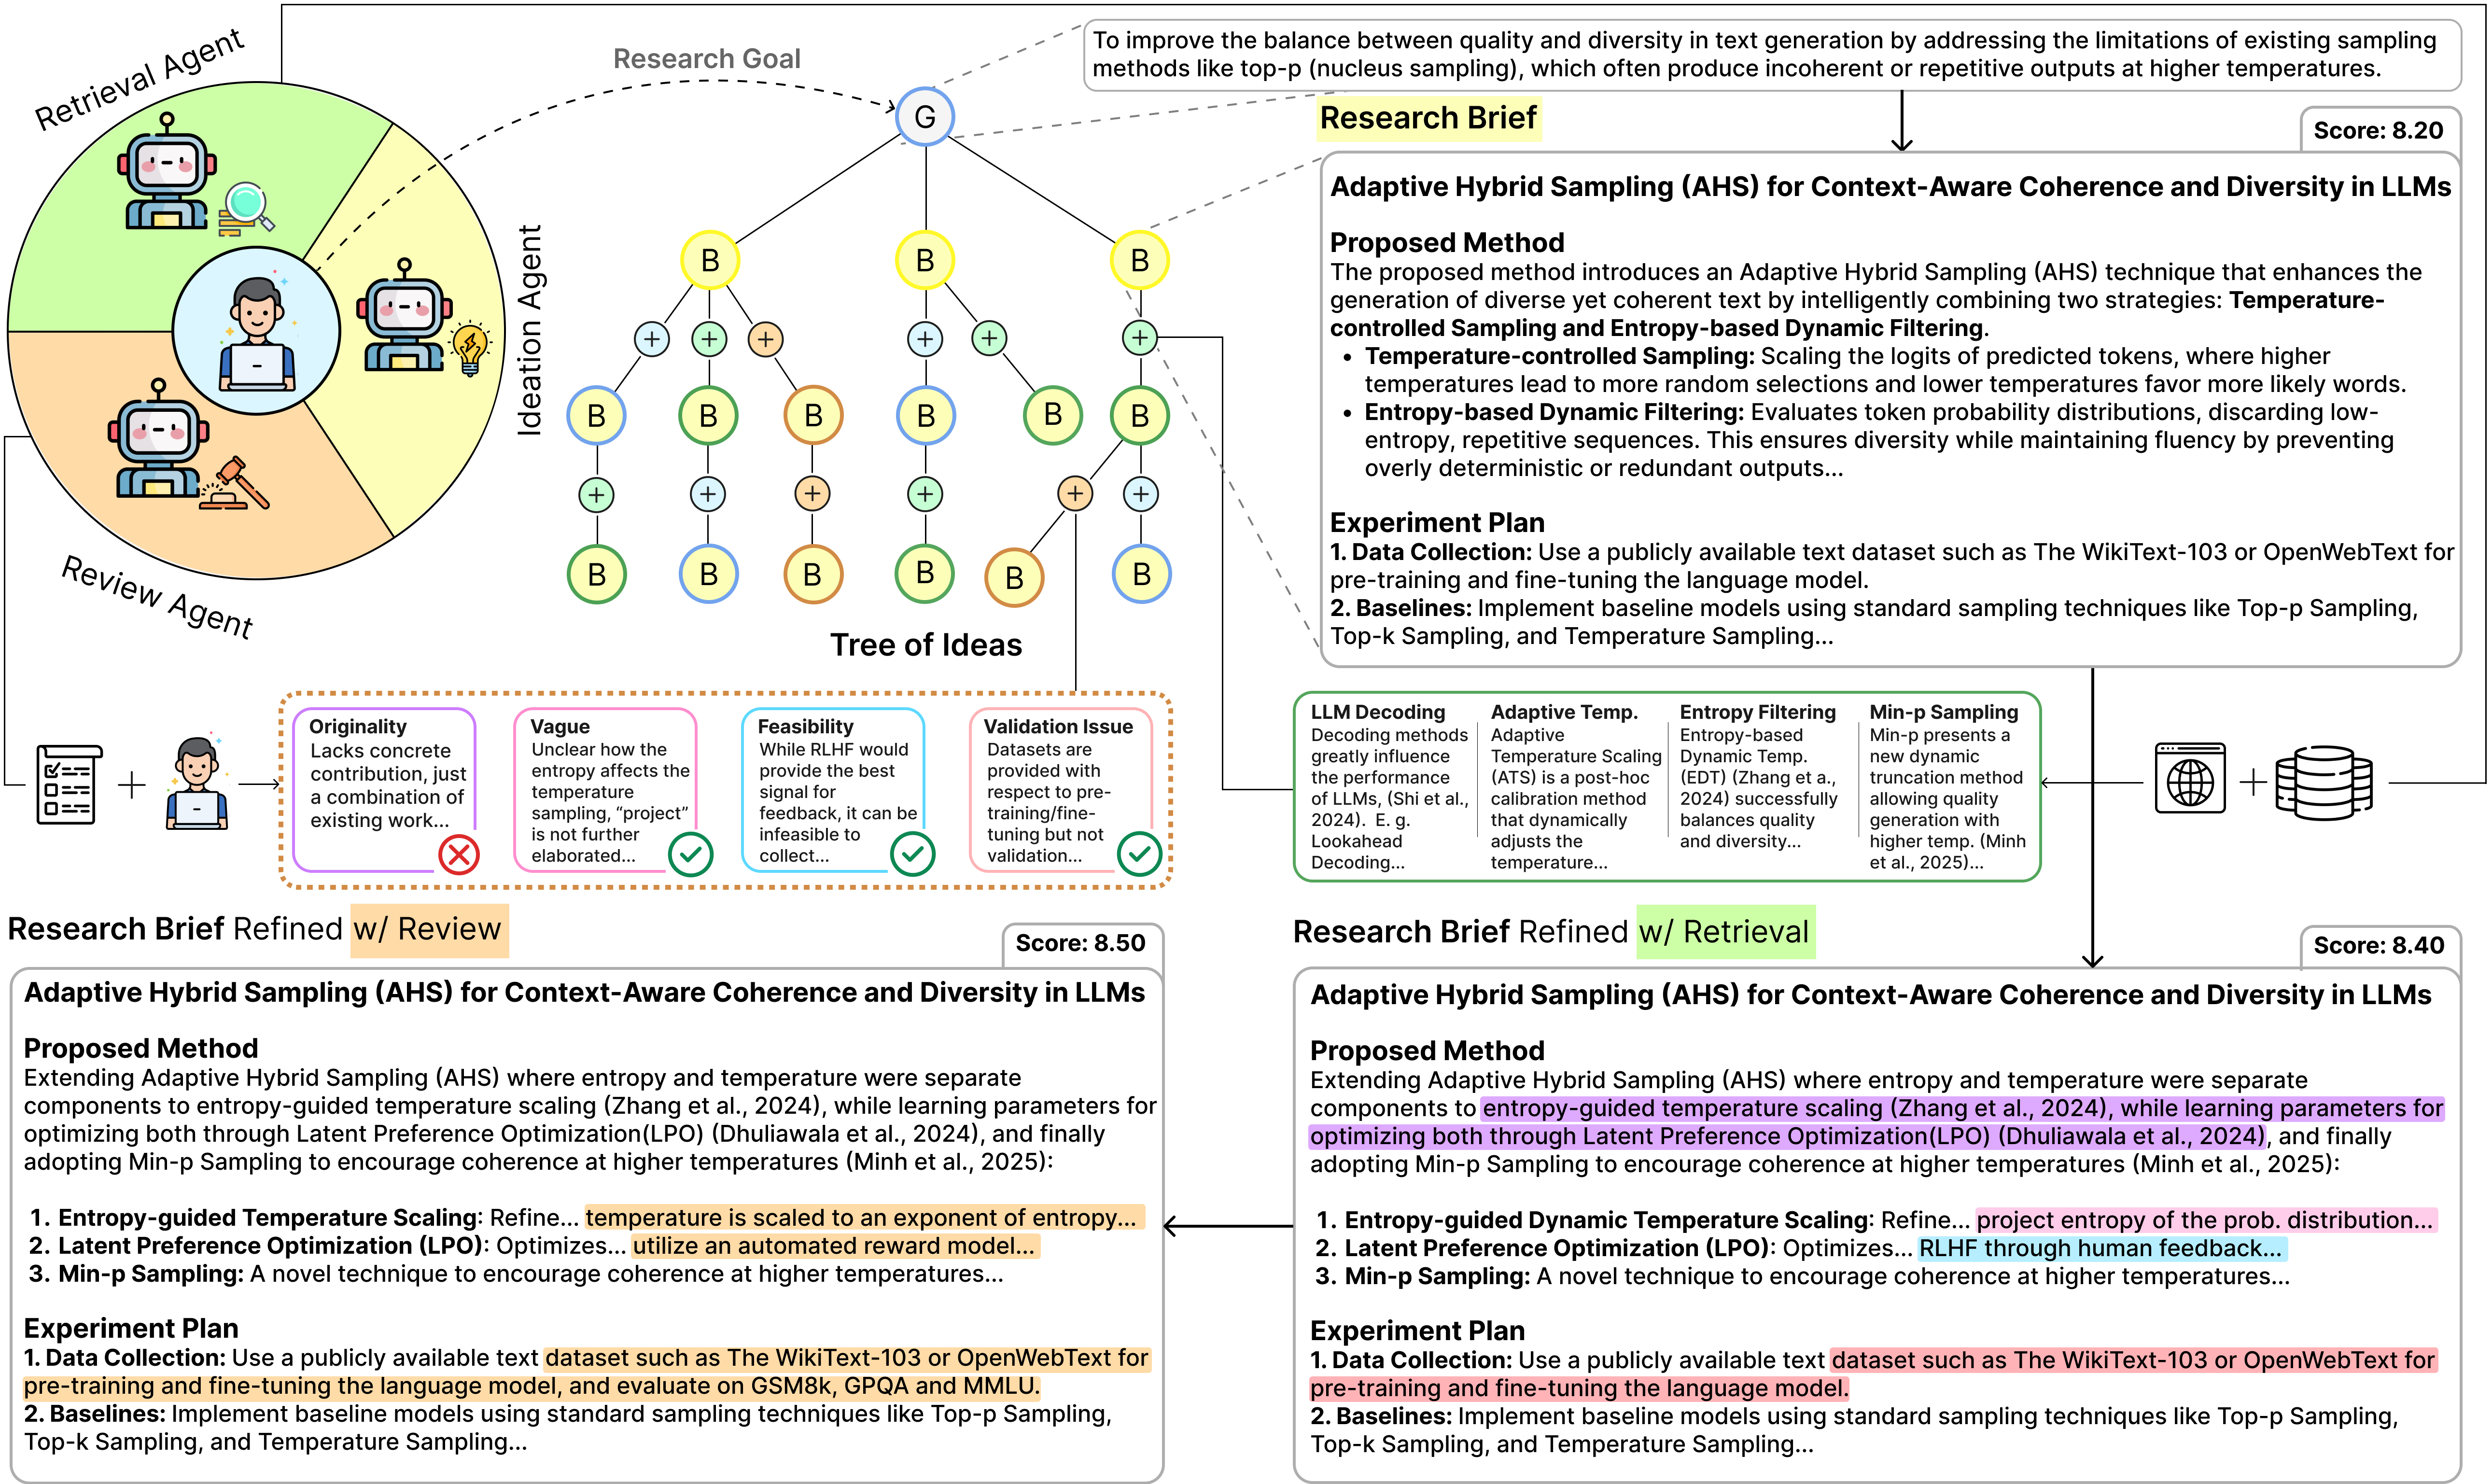 Retrieval Agent
Ideation Agent
Review Agent
Research Goal
G
B
B
B
+
+
+
+
+
+
B
B
B
B
B
B
+
+
+
+
+
+
B
B
B
B
B
B
Tree of Ideas
To improve the balance between quality and diversity in text generation by addressing the limitations of existing sampling
methods like top-p (nucleus sampling), which often produce incoherent or repetitive outputs at higher temperatures.
Research Brief
Score: 8.20
Adaptive Hybrid Sampling (AHS) for Context-Aware Coherence and Diversity in LLMs
Proposed Method
The proposed method introduces an Adaptive Hybrid Sampling (AHS) technique that enhances the
generation of diverse yet coherent text by intelligently combining two strategies: Temperature-
controlled Sampling and Entropy-based Dynamic Filtering.
• Temperature-controlled Sampling: Scaling the logits of predicted tokens, where higher
temperatures lead to more random selections and lower temperatures favor more likely words.
• Entropy-based Dynamic Filtering: Evaluates token probability distributions, discarding low-
entropy, repetitive sequences. This ensures diversity while maintaining fluency by preventing
overly deterministic or redundant outputs...
Experiment Plan
1. Data Collection: Use a publicly available text dataset such as The WikiText-103 or OpenWebText for
pre-training and fine-tuning the language model.
2. Baselines: Implement baseline models using standard sampling techniques like Top-p Sampling,
Top-k Sampling, and Temperature Sampling...
+
Originality
Lacks concrete
contribution, just
a combination of
existing work...
Vague
Unclear how the
entropy affects the
temperature
sampling, “project”
is not further
elaborated...
Feasibility
While RLHF would
provide the best
signal for
feedback, it can be
infeasible to
collect...
Validation Issue
Datasets are
provided with
respect to pre-
training/fine-
tuning but not
validation...
LLM Decoding
Decoding methods
greatly influence
the performance
of LLMs, (Shi et al.,
2024). E. g.
Lookahead
Decoding...
Adaptive Temp.
Adaptive
Temperature Scaling
(ATS) is a post-hoc
calibration method
that dynamically
adjusts the
temperature...
Entropy Filtering
Entropy-based
Dynamic Temp.
(EDT) (Zhang et a.,
2024) successfully
balances quality
and diversity...
Min-p Sampling
Min-p presents a
new dynamic
truncation method
allowing quality
generation with
higher temp. (Minh
et al., 2025)...
+
Research Brief Refined w/ Review
Score: 8.50
Adaptive Hybrid Sampling (AHS) for Context-Aware Coherence and Diversity in LLMs
Proposed Method
Extending Adaptive Hybrid Sampling (AHS) where entropy and temperature were separate
components to entropy-guided temperature scaling (Zhang et al., 2024), while learning parameters for
optimizing both through Latent Preference Optimization(LPO) (Dhuliawala et al., 2024), and finally
adopting Min-p Sampling to encourage coherence at higher temperatures (Minh et al., 2025):
1. Entropy-guided Temperature Scaling: Refine... temperature is scaled to an exponent of entropy...
2. Latent Preference Optimization (LPO): Optimizes... utilize an automated reward model...
3. Min-p Sampling: A novel technique to encourage coherence at higher temperatures...
Experiment Plan
1. Data Collection: Use a publicly available text dataset such as The WikiText-103 or OpenWebText for
pre-training and fine-tuning the language model, and evaluate on GSM8k, GPQA and MMLU.
2. Baselines: Implement baseline models using standard sampling techniques like Top-p Sampling,
Top-k Sampling, and Temperature Sampling...
Research Brief Refined w/ Retrieval
Score: 8.40
Adaptive Hybrid Sampling (AHS) for Context-Aware Coherence and Diversity in LLMs
Proposed Method
Extending Adaptive Hybrid Sampling (AHS) where entropy and temperature were separate
components to entropy-guided temperature scaling (Zhang et al., 2024), while learning parameters for
optimizing both through Latent Preference Optimization(LPO) (Dhuliawala et al., 2024), and finally
adopting Min-p Sampling to encourage coherence at higher temperatures (Minh et al., 2025):
1. Entropy-guided Dynamic Temperature Scaling: Refine... project entropy of the prob. distribution...
2. Latent Preference Optimization (LPO): Optimizes... RLHF through human feedback...
3. Min-p Sampling: A novel technique to encourage coherence at higher temperatures...
Experiment Plan
1. Data Collection: Use a publicly available text dataset such as The WikiText-103 or OpenWebText for
pre-training and fine-tuning the language model.
2. Baselines: Implement baseline models using standard sampling techniques like Top-p Sampling,
Top-k Sampling, and Temperature Sampling...